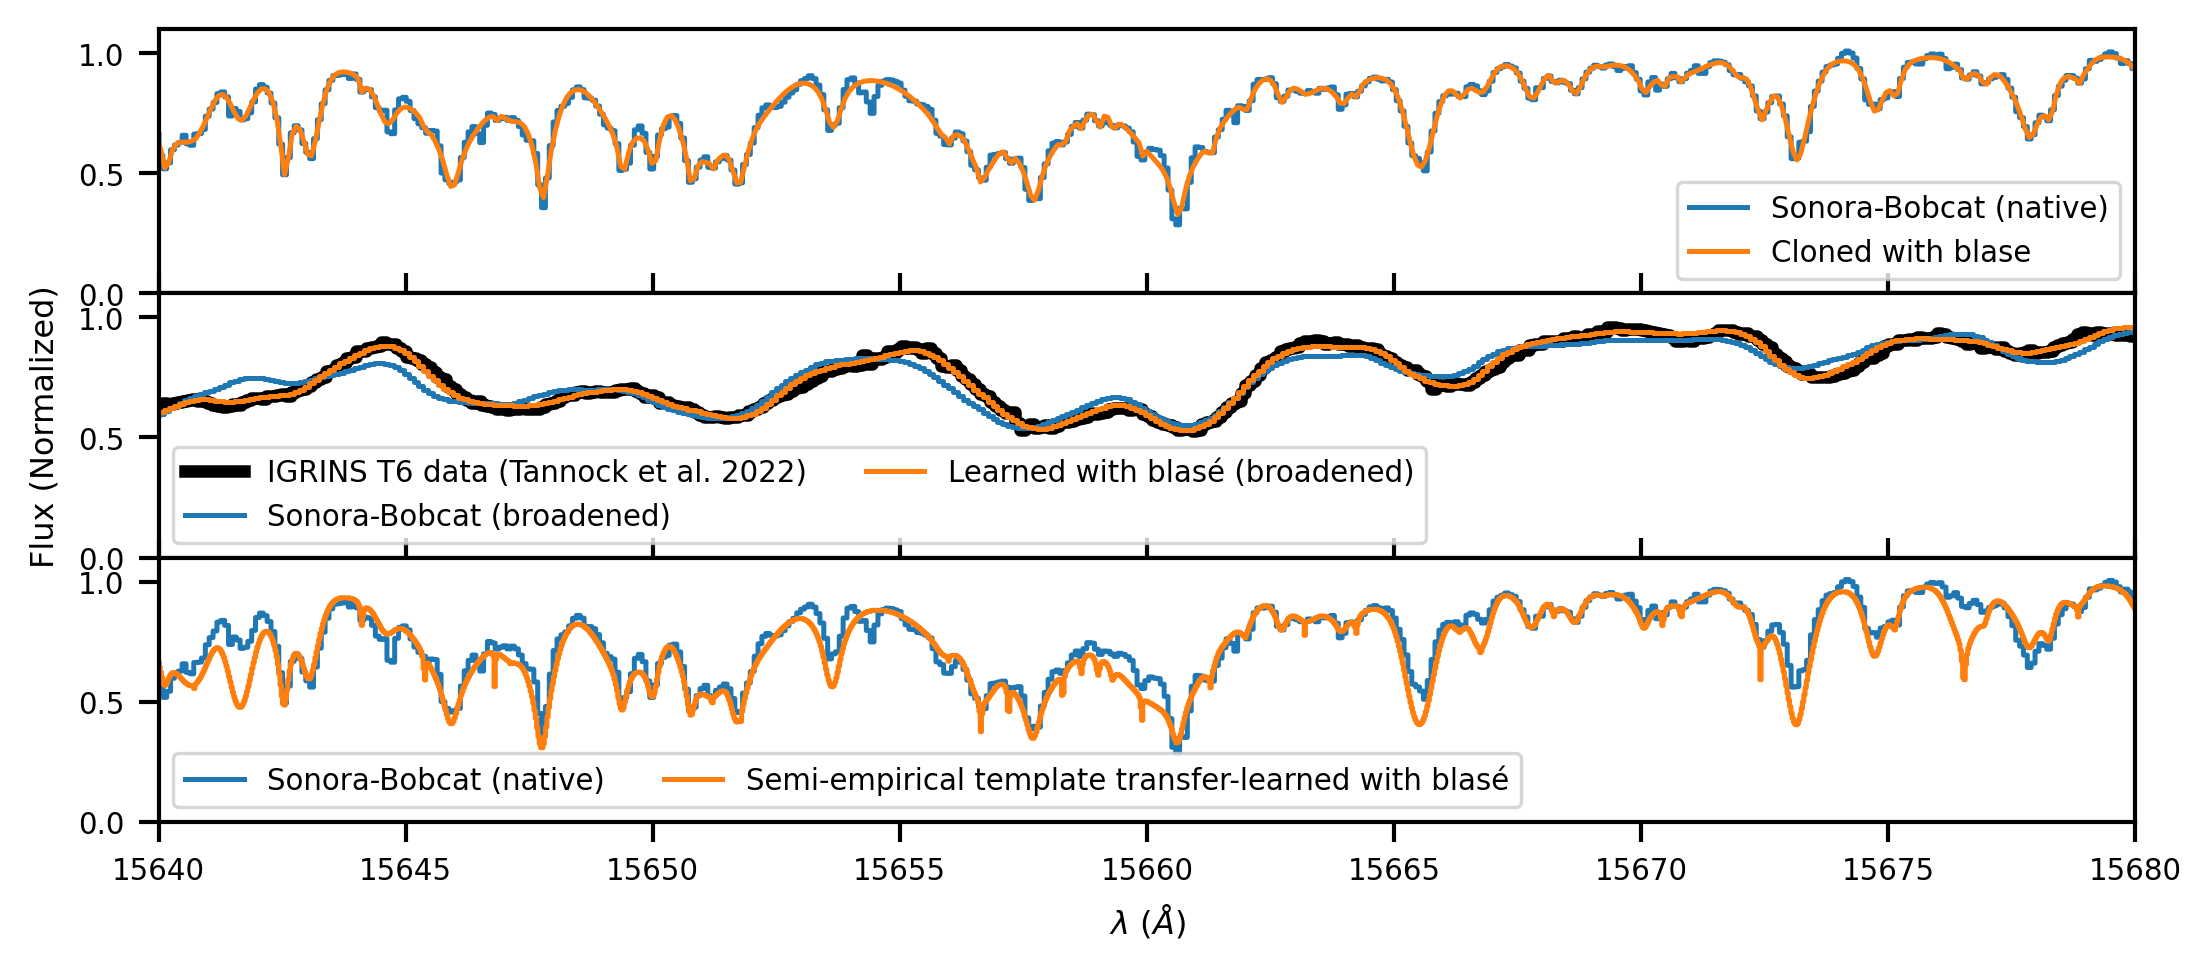 1.0
0.5
Sonora-Bobcat (native)
Cloned with blase
0.0
1.0
0.5
IGRINS T6 data (Tannock et al. 2022)
Learned with blasé (broadened)
Sonora-Bobcat (broadened)
0.0
1.0
0.5
Sonora-Bobcat (native)
Semi-empirical template transfer-learned with blasé
0.0
Flux (Normalized)
15640 15645 15650 15655 15660 15665 15670 15675 15680
λ (Å)